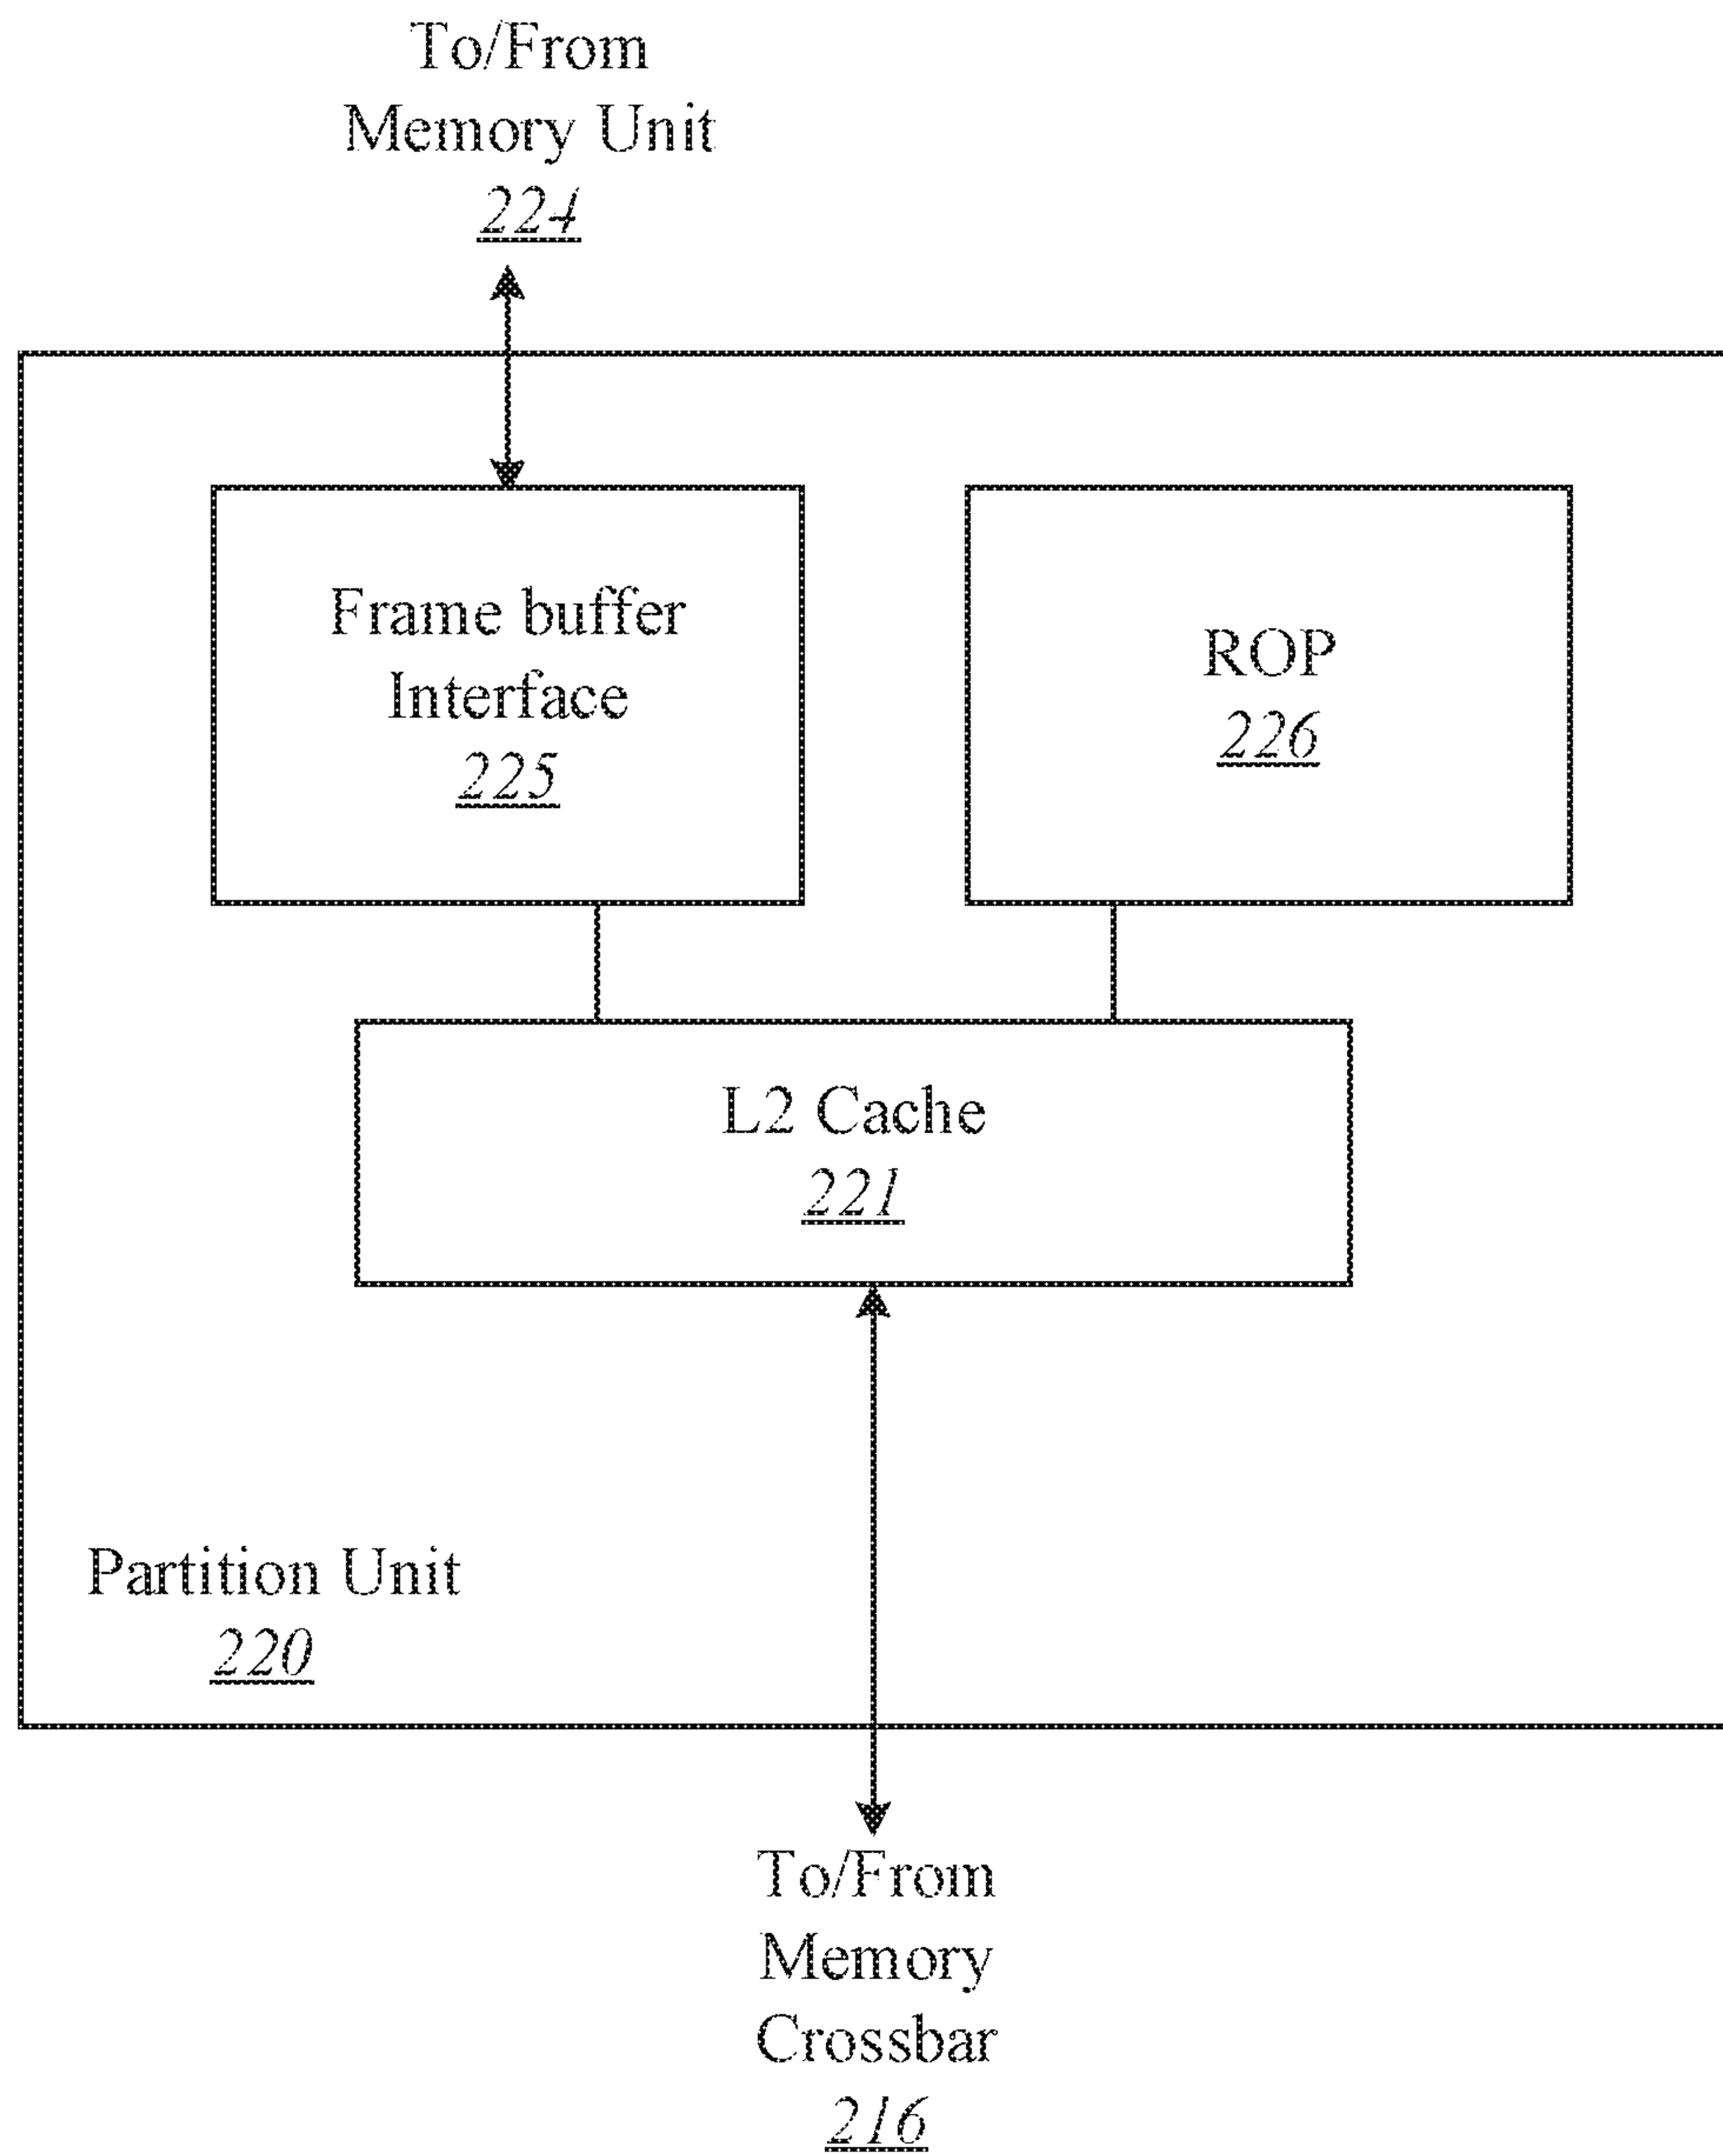 To/From
Memory Unit
224
Frame buffer
Interface
225
ROP
226
L2 Cache
221
Partition Unit
220
To/From
Memory
Crossbar
216